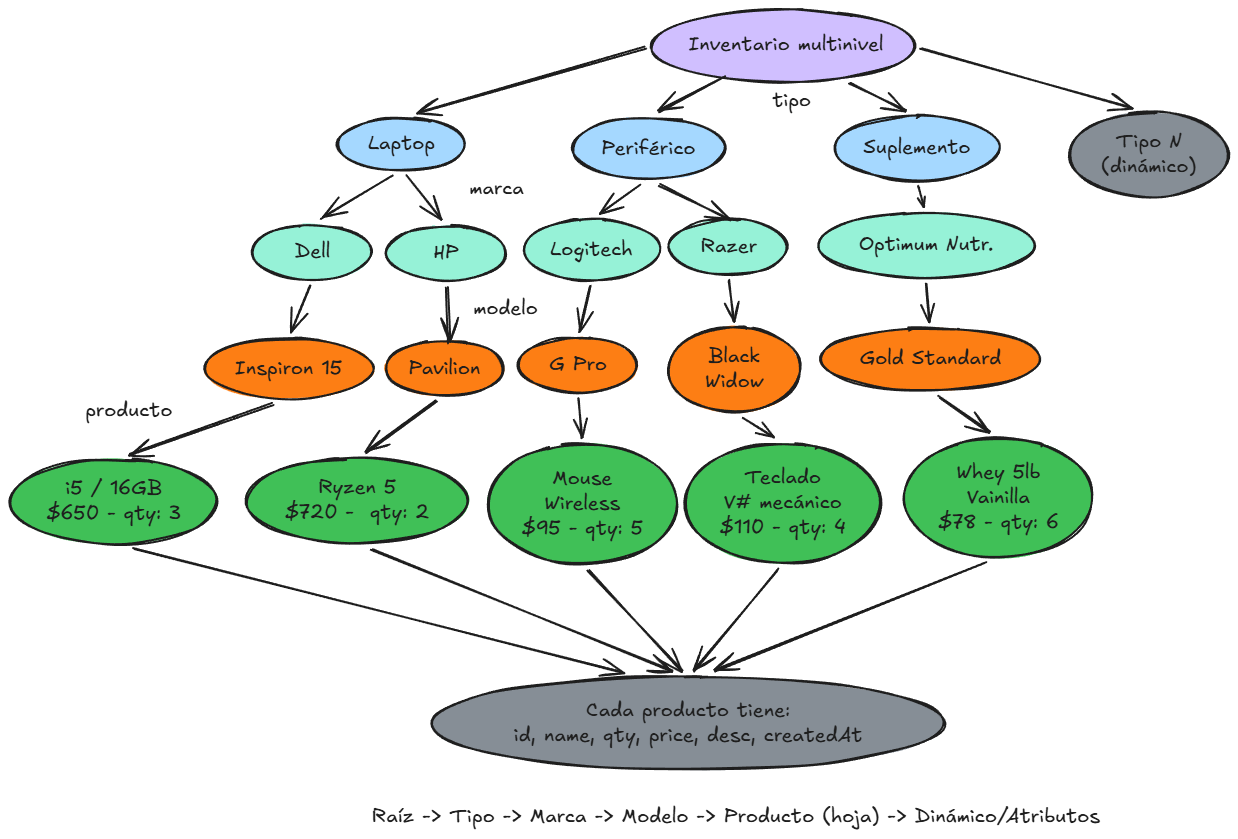 Inventario multinivel
tipo
Laptop
Periférico
Suplemento
Tipo N
(dinámico)
marca
Dell
HP
Logitech
Razer
Optimum Nutr.
modelo
Inspiron 15
Pavilion
G Pro
Black
Widow
Gold Standard
producto
i5 / 16GB
$650 - qty: 3
Ryzen 5
$720 - qty: 2
Mouse
Wireless
$95 - qty: 5
Teclado
V# mecánico
$110 - qty: 4
Whey 5lb
Vainilla
$78 - qty: 6
Cada producto tiene:
id, name, qty, price, desc, createdAt
Raíz -> Tipo -> Marca -> Modelo -> Producto (hoja) -> Dinámico/Atributos